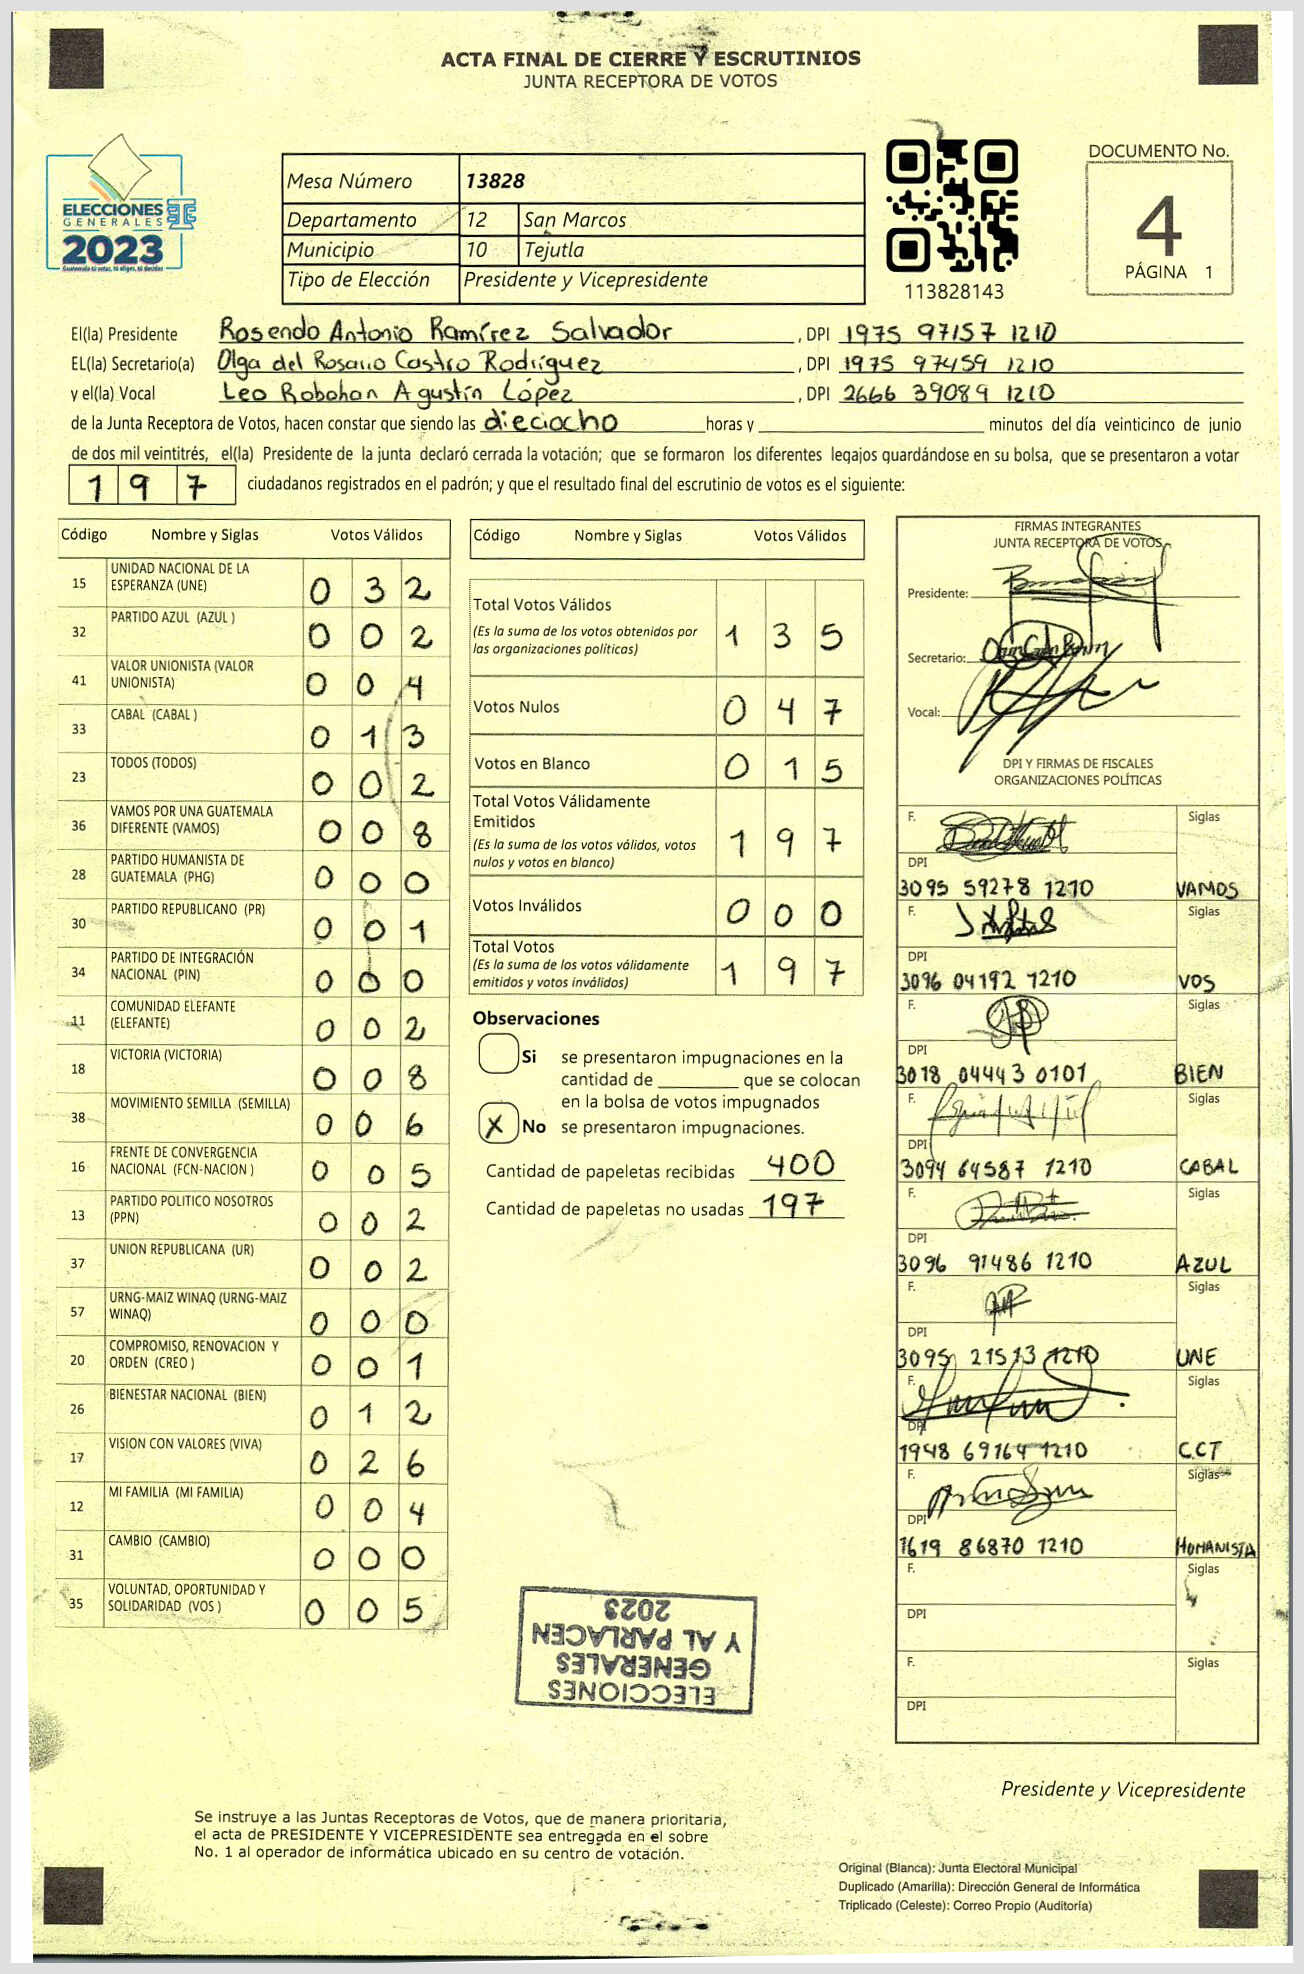 ACTA FINAL DE CIERRE Y ESCRUTINIOS
JUNTA RECEPTORA DE VOTOS
ELECCIONES
GENERALES
2023
Mesa Número 13828
Departamento 12 San Marcos
Municipio 10 Tejutla
Tipo de Elección Presidente y Vicepresidente
113828143
DOCUMENTO No.
4
PÁGINA 1
El(la) Presidente Rosendo Antonio Ramírez Salvador, DPI 1975 97157 1210
EL(la) Secretario(a) Olga del Rosario Castro Rodríguez, DPI 1975 97459 1210
y el(la) Vocal Leo Robohan Agustín López, DPI 2666 39089 1210
de la Junta Receptora de Votos, hacen constar que siendo las dieciocho horas y minutos del día veinticinco de junio
de dos mil veintitrés, el(la) Presidente de la junta declaró cerrada la votación; que se formaron los diferentes legajos guardándose en su bolsa, que se presentaron a votar
197 ciudadanos registrados en el padrón; y que el resultado final del escrutinio de votos es el siguiente:
Código Nombre y Siglas Votos Válidos
15 UNIDAD NACIONAL DE LA ESPERANZA (UNE) 0 3 2
32 PARTIDO AZUL (AZUL ) 0 0 2
41 VALOR UNIONISTA (VALOR UNIONISTA) 0 0 4
33 CABAL (CABAL ) 0 1 3
23 TODOS (TODOS) 0 0 2
36 VAMOS POR UNA GUATEMALA DIFERENTE (VAMOS) 0 0 8
28 PARTIDO HUMANISTA DE GUATEMALA (PHG) 0 0 0
30 PARTIDO REPUBLICANO (PR) 0 0 1
34 PARTIDO DE INTEGRACIÓN NACIONAL (PIN) 0 0 0
11 COMUNIDAD ELEFANTE (ELEFANTE) 0 0 2
18 VICTORIA (VICTORIA) 0 0 8
38 MOVIMIENTO SEMILLA (SEMILLA) 0 0 6
16 FRENTE DE CONVERGENCIA NACIONAL (FCN-NACION ) 0 0 5
13 PARTIDO POLITICO NOSOTROS (PPN) 0 0 2
37 UNION REPUBLICANA (UR) 0 0 2
57 URNG-MAIZ WINAQ (URNG-MAIZ WINAQ) 0 0 0
20 COMPROMISO, RENOVACION Y ORDEN (CREO ) 0 0 1
26 BIENESTAR NACIONAL (BIEN) 0 1 2
17 VISION CON VALORES (VIVA) 0 2 6
12 MI FAMILIA (MI FAMILIA) 0 0 4
31 CAMBIO (CAMBIO) 0 0 0
35 VOLUNTAD, OPORTUNIDAD Y SOLIDARIDAD (VOS ) 0 0 5
Código Nombre y Siglas Votos Válidos
Total Votos Válidos 1 3 5
(Es la suma de los votos obtenidos por
las organizaciones políticas)
Votos Nulos 0 4 7
Votos en Blanco 0 1 5
Total Votos Válidamente
Emitidos 1 9 7
(Es la suma de los votos válidos, votos
nulos y votos en blanco)
Votos Inválidos 0 0 0
Total Votos 1 9 7
(Es la suma de los votos válidamente
emitidos y votos inválidos)
Observaciones
Si se presentaron impugnaciones en la
cantidad de que se colocan
en la bolsa de votos impugnados
X No se presentaron impugnaciones.
Cantidad de papeletas recibidas 400
Cantidad de papeletas no usadas 197
ELECCIONES
GENERALES
Y AL PARLACEN
2023
FIRMAS INTEGRANTES
JUNTA RECEPTORA DE VOTOS
Presidente:
Secretario:
Vocal:
DPI Y FIRMAS DE FISCALES
ORGANIZACIONES POLÍTICAS
F. Siglas
DPI
3095 59278 1210 VAMOS
F. Siglas
DPI
3096 04192 1210 VOS
F. Siglas
DPI
3018 04443 0101 BIEN
F. Siglas
DPI
3094 64587 1210 CABAL
F. Siglas
DPI
3096 91486 1210 AZUL
F. Siglas
DPI
3095 21513 1210 UNE
F. Siglas
DPI
1948 69164 1210 C.C.T
F. Siglas
DPI
1619 86870 1210 HUMANISTA
F. Siglas
DPI
F. Siglas
DPI
Presidente y Vicepresidente
Se instruye a las Juntas Receptoras de Votos, que de manera prioritaria,
el acta de PRESIDENTE Y VICEPRESIDENTE sea entregada en el sobre
No. 1 al operador de informática ubicado en su centro de votación.
Original (Blanca): Junta Electoral Municipal
Duplicado (Amarilla): Dirección General de Informática
Triplicado (Celeste): Correo Propio (Auditoría)